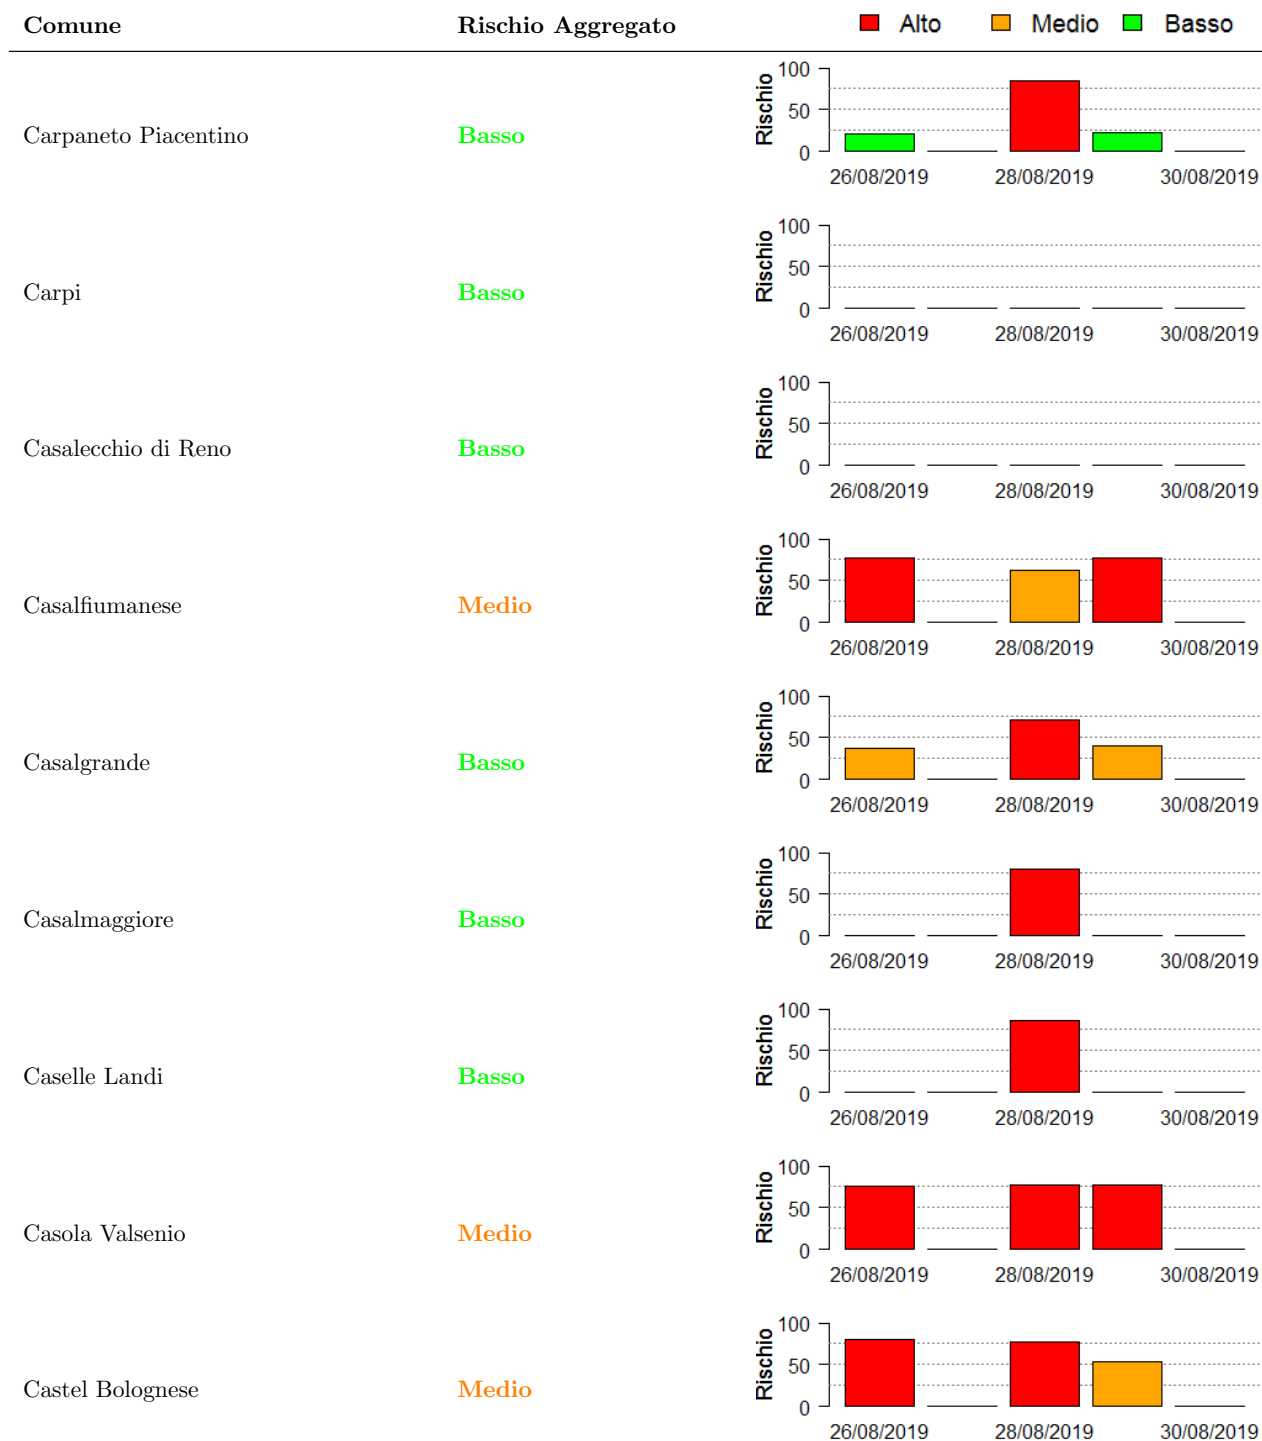 Comune Rischio Aggregato Alto Medio Basso
Carpaneto Piacentino Basso
Rischio
100
50
0
26/08/2019 28/08/2019 30/08/2019
Carpi Basso
Rischio
100
50
0
26/08/2019 28/08/2019 30/08/2019
Casalecchio di Reno Basso
Rischio
100
50
0
26/08/2019 28/08/2019 30/08/2019
Casalfiumanese Medio
Rischio
100
50
0
26/08/2019 28/08/2019 30/08/2019
Casalgrande Basso
Rischio
100
50
0
26/08/2019 28/08/2019 30/08/2019
Casalmaggiore Basso
Rischio
100
50
0
26/08/2019 28/08/2019 30/08/2019
Caselle Landi Basso
Rischio
100
50
0
26/08/2019 28/08/2019 30/08/2019
Casola Valsenio Medio
Rischio
100
50
0
26/08/2019 28/08/2019 30/08/2019
Castel Bolognese Medio
Rischio
100
50
0
26/08/2019 28/08/2019 30/08/2019